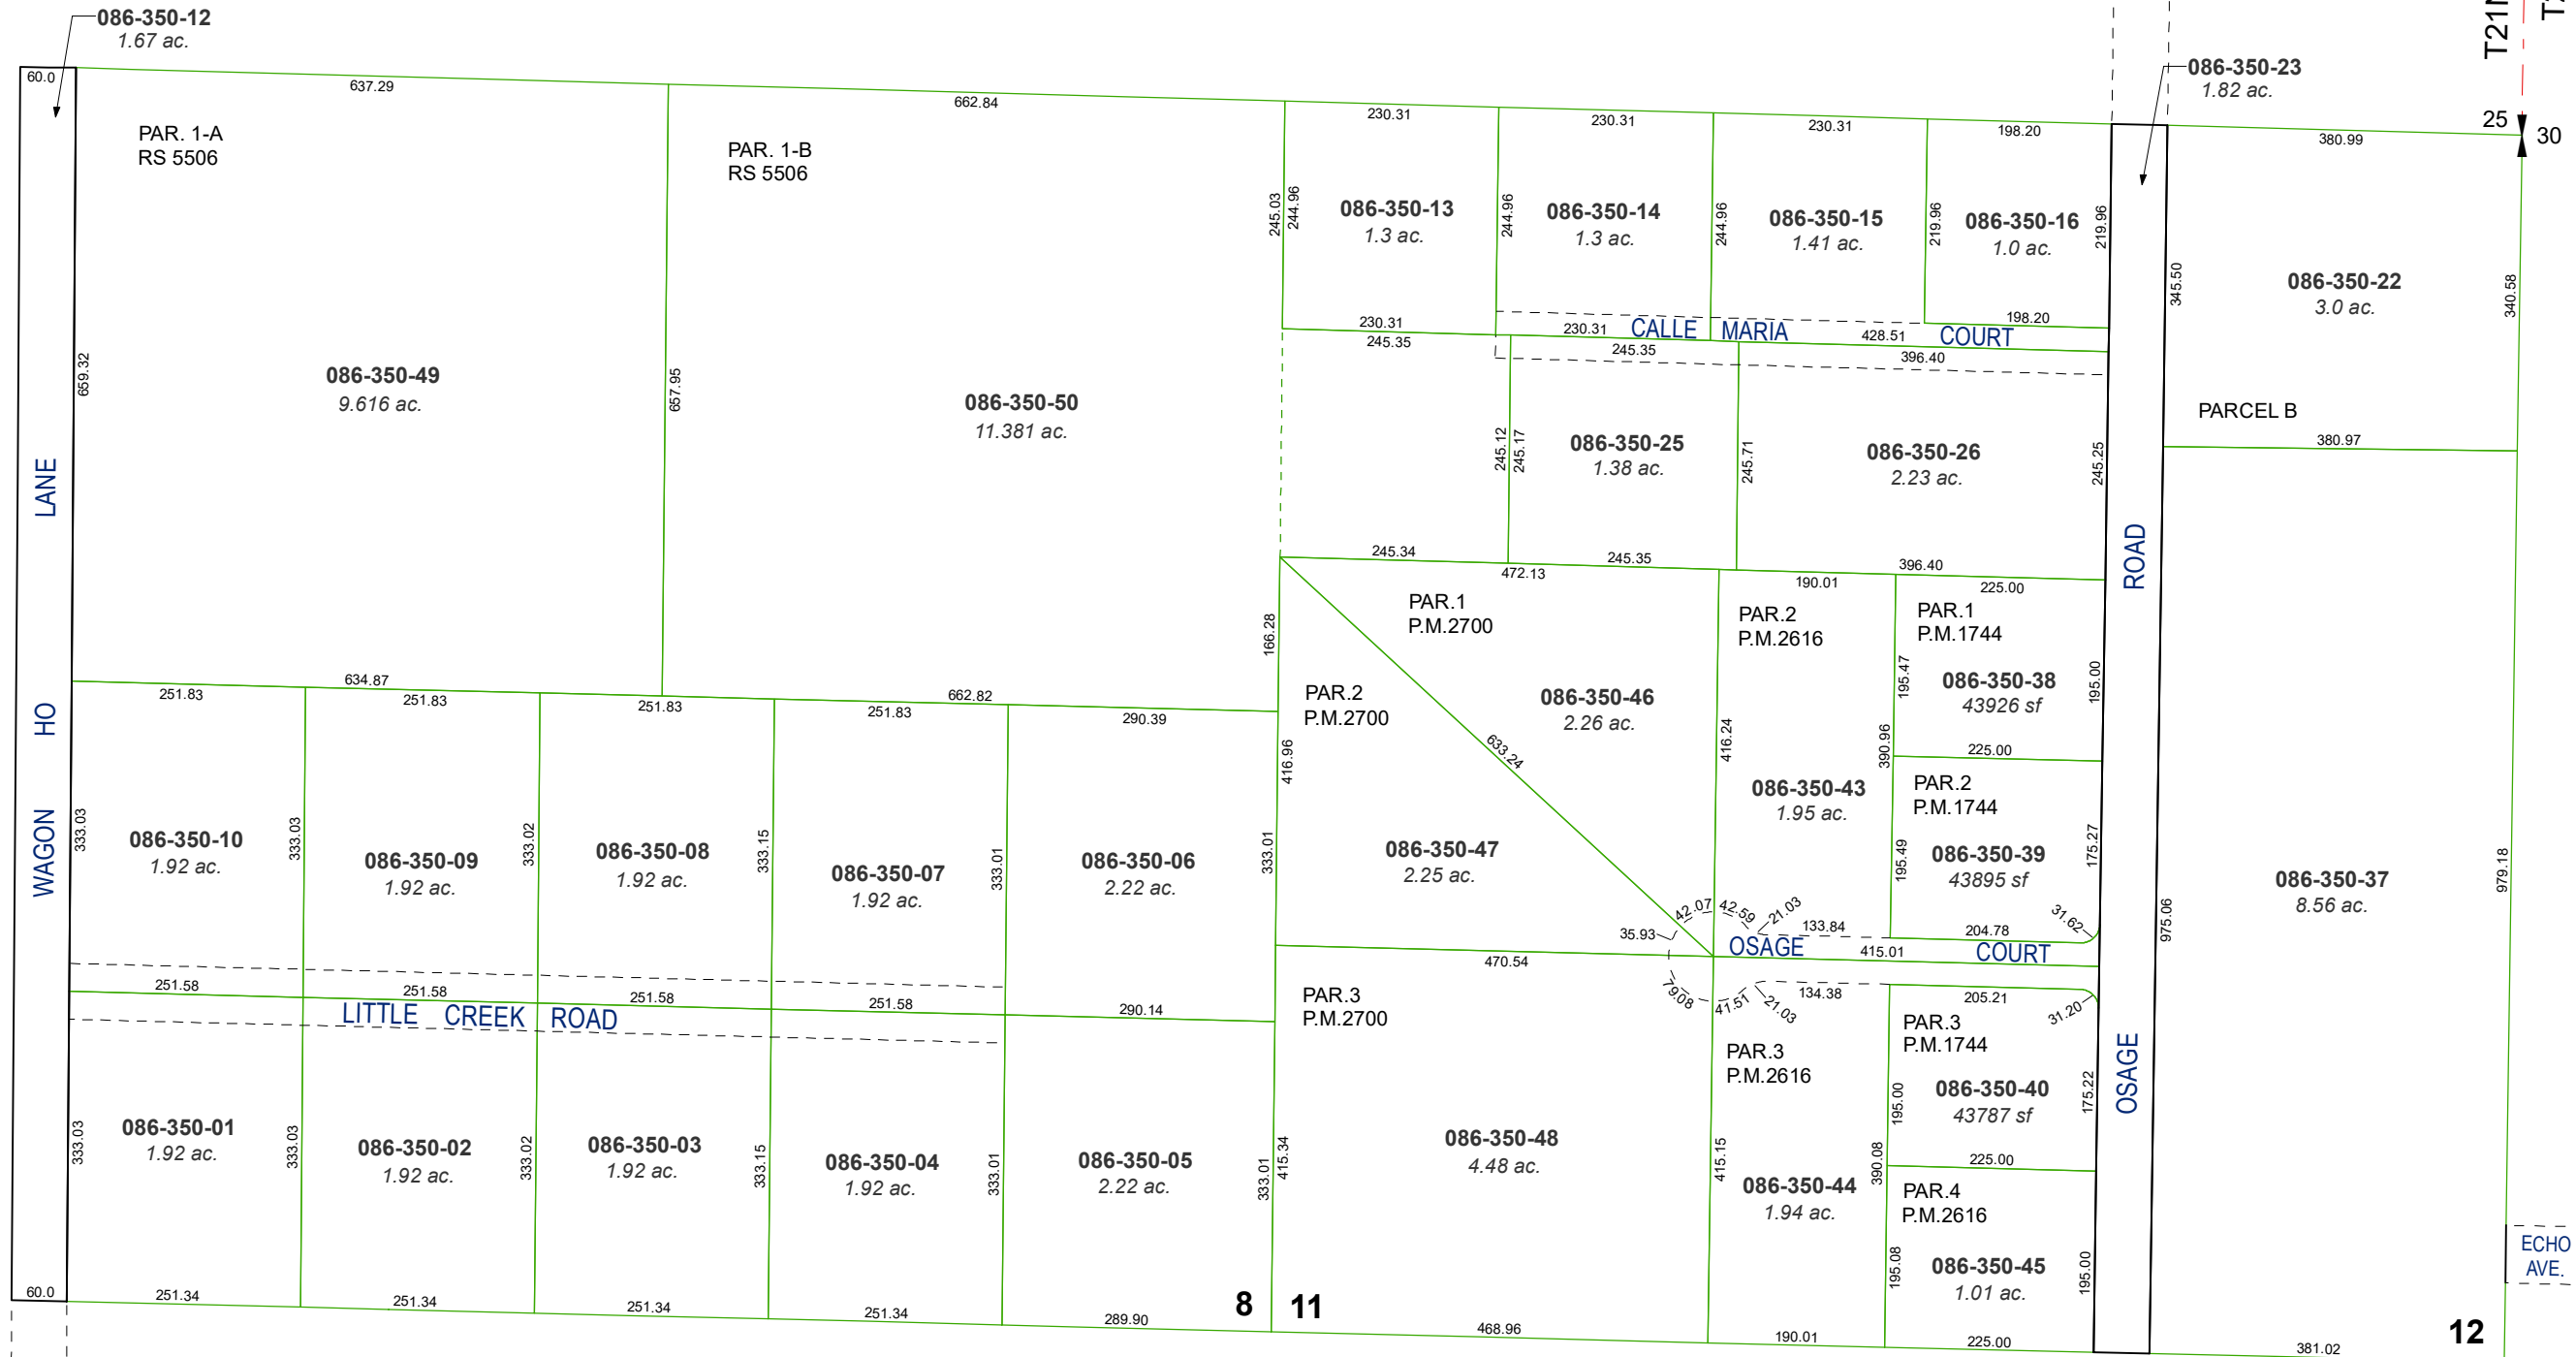 086-350-12
1.67 ac.
T21N
086-350-23
1.82 ac.
60.0
637.29
662.84
230.31
230.31
230.31
198.20
380.99
25
30
PAR. 1-A
RS 5506
PAR. 1-B
RS 5506
245.03
244.96
086-350-13
1.3 ac.
244.96
086-350-14
1.3 ac.
244.96
086-350-15
1.41 ac.
219.96
086-350-16
1.0 ac.
219.96
345.50
086-350-22
3.0 ac.
340.58
230.31
230.31
CALLE MARIA COURT
428.51
198.20
245.35
245.35
396.40
659.32
086-350-49
9.616 ac.
657.95
086-350-50
11.381 ac.
245.12
245.17
086-350-25
1.38 ac.
245.71
086-350-26
2.23 ac.
245.25
PARCEL B
380.97
WAGON HO LANE
OSAGE ROAD
245.34
245.35
396.40
472.13
190.01
225.00
166.28
PAR.1
P.M.2700
PAR.2
P.M.2616
PAR.1
P.M.1744
195.47
086-350-38
43926 sf
195.00
634.87
662.82
251.83
251.83
251.83
251.83
290.39
PAR.2
P.M.2700
086-350-46
2.26 ac.
633.24
416.96
416.24
390.96
225.00
PAR.2
P.M.1744
086-350-43
1.95 ac.
333.03
086-350-10
1.92 ac.
333.03
086-350-09
1.92 ac.
333.02
086-350-08
1.92 ac.
333.15
086-350-07
1.92 ac.
333.01
086-350-06
2.22 ac.
333.01
086-350-47
2.25 ac.
195.49
086-350-39
43895 sf
175.27
975.06
086-350-37
8.56 ac.
979.18
42.07
42.59
21.03
35.93
133.84
204.78
31.62
OSAGE COURT
415.01
470.54
79.08
41.51
21.03
134.38
205.21
31.20
251.58
251.58
251.58
251.58
290.14
LITTLE CREEK ROAD
PAR.3
P.M.2700
PAR.3
P.M.2616
PAR.3
P.M.1744
195.00
086-350-40
43787 sf
175.22
333.03
086-350-01
1.92 ac.
333.03
086-350-02
1.92 ac.
333.02
086-350-03
1.92 ac.
333.15
086-350-04
1.92 ac.
333.01
086-350-05
2.22 ac.
333.01
415.34
086-350-48
4.48 ac.
415.15
390.08
225.00
086-350-44
1.94 ac.
PAR.4
P.M.2616
195.08
086-350-45
1.01 ac.
195.00
ECHO
AVE.
60.0
251.34
251.34
251.34
251.34
289.90
8
11
468.96
190.01
225.00
381.02
12